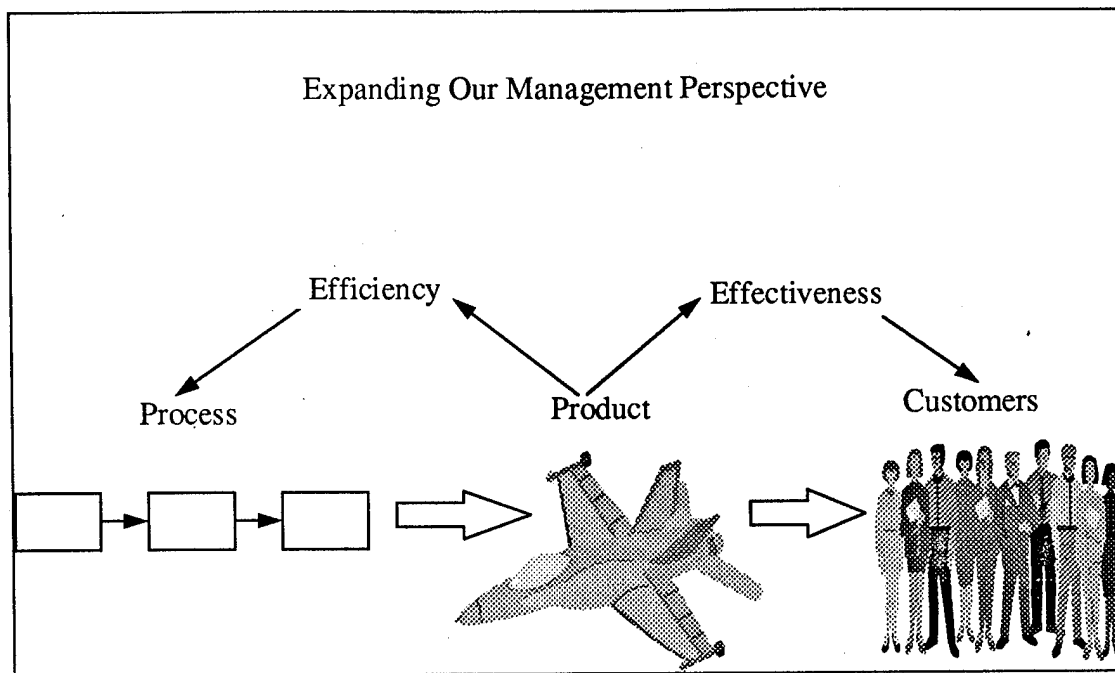 Expanding Our Management Perspective
Efficiency
Effectiveness
Process
Product
Customers